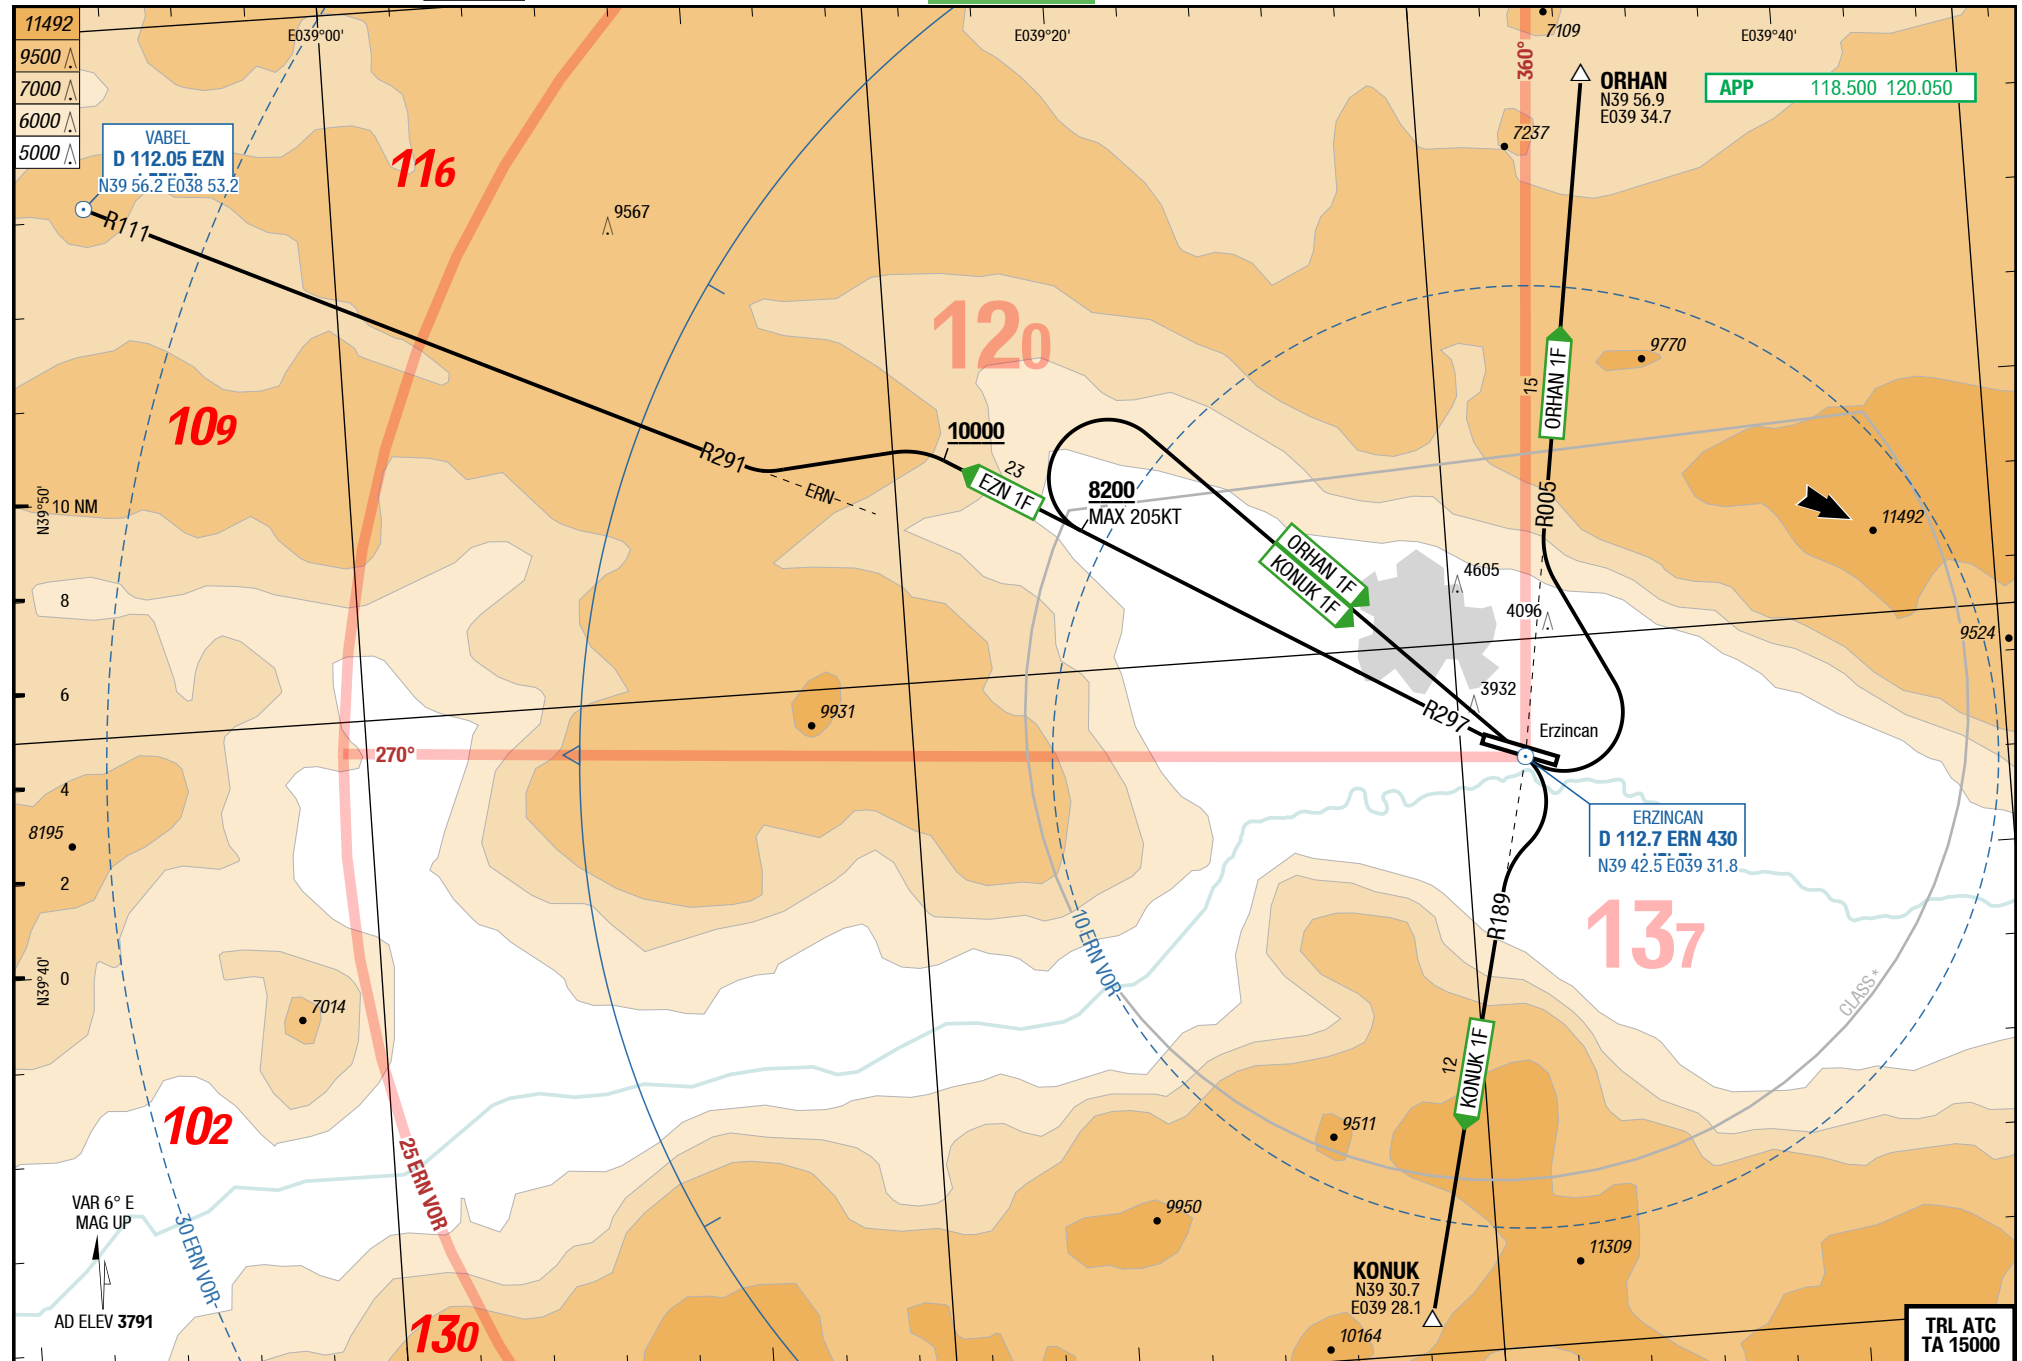 11492
9500
7000
6000
5000
E039°00'
E039°20'
E039°40'
7109
360°
ORHAN
N39 56.9
E039 34.7
APP 118.500 120.050
VABEL
D 112.05 EZN
N39 56.2 E038 53.2
116
7237
R111
9567
120
9770
15
ORHAN 1F
109
R291
10000
23
EZN 1F
ERN
8200
MAX 205KT
R005
11492
N39°50'
10 NM
ORHAN 1F
KONUK 1F
4605
4096
8
9524
6
3932
9931
R297
Erzincan
270°
4
ERZINCAN
D 112.7 ERN 430
N39 42.5 E039 31.8
8195
2
R189
137
10 ERN VOR
N39°40'
0
CLASS *
7014
12
KONUK 1F
102
9511
25 ERN VOR
VAR 6° E
MAG UP
30 ERN VOR
9950
11309
KONUK
N39 30.7
E039 28.1
AD ELEV 3791
130
10164
TRL ATC
TA 15000